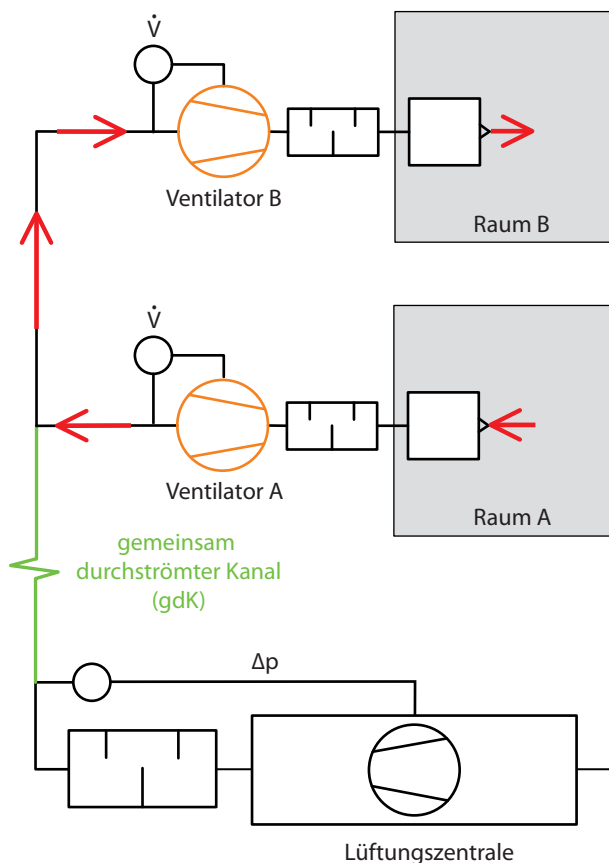 V̇
Ventilator B
Raum B
V̇
Ventilator A
Raum A
gemeinsam
durchströmter Kanal
(gdK)
Δp
Lüftungszentrale